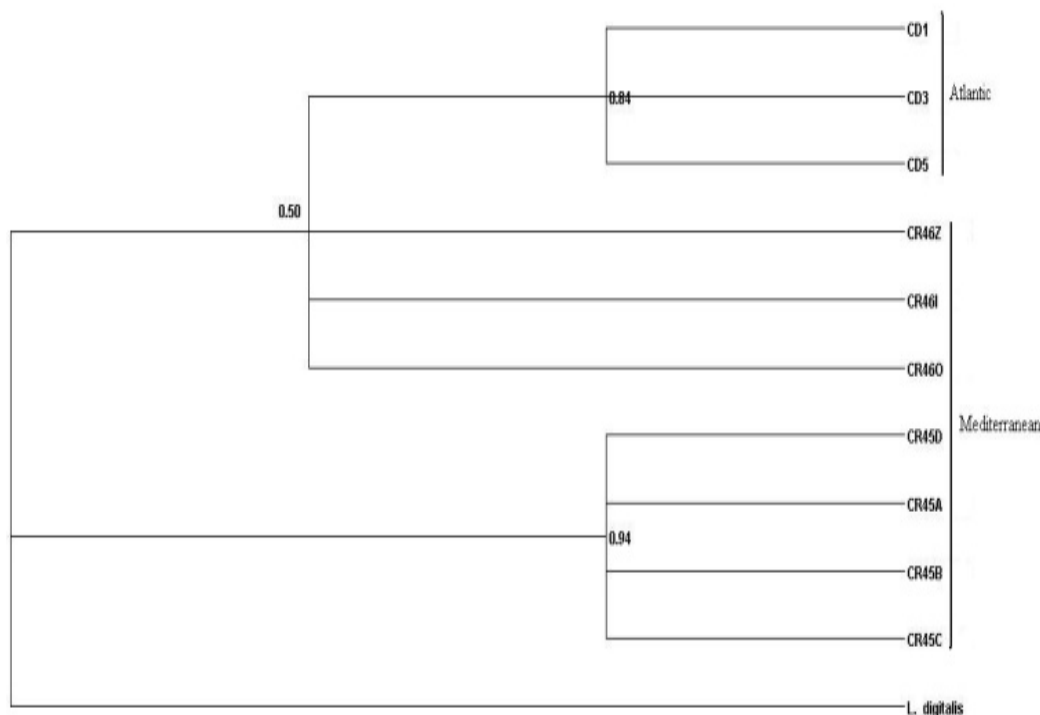 CD1
0.84
CD3
Atlantic
CD5
0.50
CR46Z
CR46I
CR46O
CR45D
Mediterranean
CR45A
0.94
CR45B
CR45C
L. digitalis